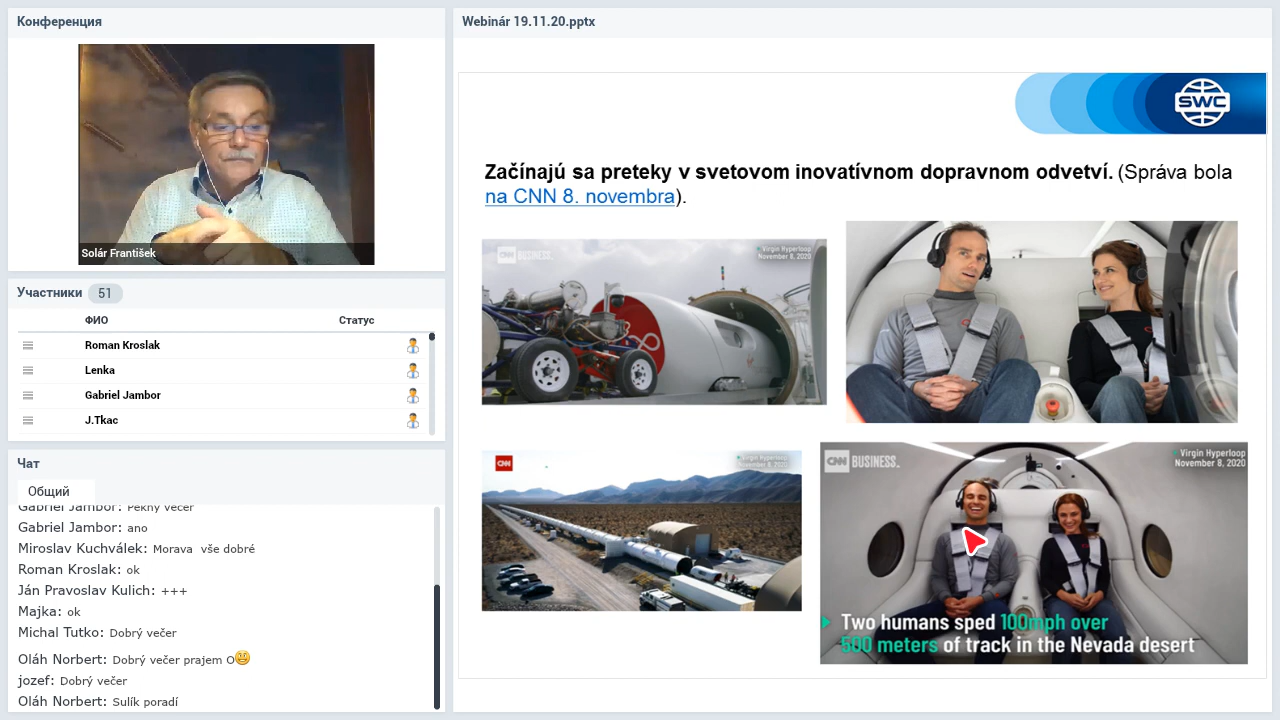 Конференция
Solár František
Участники 51
ФИО Статус
Roman Kroslak
Lenka
Gabriel Jambor
J.Tkac
Чат
Общий
Gabriel Jambor: Pekný večer
Gabriel Jambor: ano
Miroslav Kuchválek: Morava vše dobré
Roman Kroslak: ok
Ján Pravoslav Kulich: +++
Majka: ok
Michal Tutko: Dobrý večer
Oláh Norbert: Dobrý večer prajem O
jozef: Dobrý večer
Oláh Norbert: Sulík poradí
Webinár 19.11.20.pptx
SWC
Začínajú sa preteky v svetovom inovatívnom dopravnom odvetví. (Správa bola
na CNN 8. novembra).
CNN BUSINESS
Virgin Hyperloop
November 8, 2020
CNN
Virgin Hyperloop
November 8, 2020
CNN BUSINESS
Virgin Hyperloop
November 8, 2020
Two humans sped 100mph over
500 meters of track in the Nevada desert